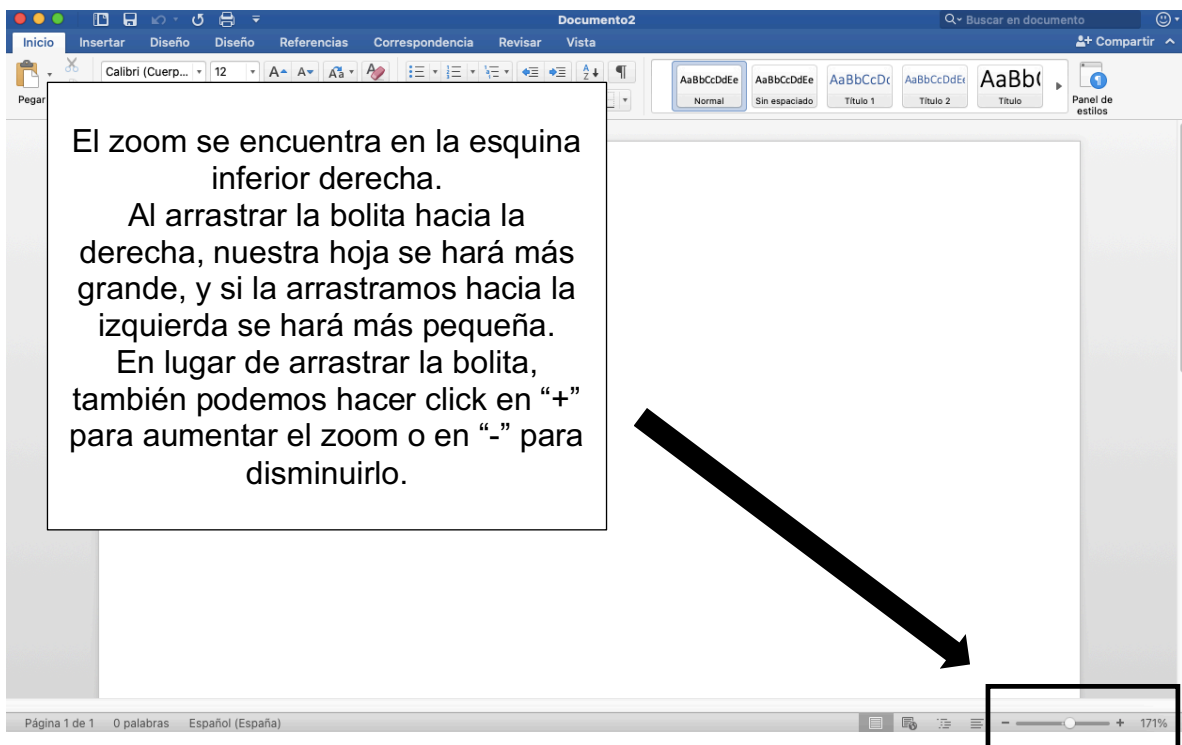 Documento2
Buscar en documento
Inicio Insertar Diseño Diseño Referencias Correspondencia Revisar Vista
Compartir
Calibri (Cuerp... 12
Pegar
AaBbCcDdEe AaBbCcDdEe AaBbCcDc AaBbCcDdEe AaBb(
Normal Sin espaciado Título 1 Título 2 Título
Panel de
estilos
El zoom se encuentra en la esquina
inferior derecha.
Al arrastrar la bolita hacia la
derecha, nuestra hoja se hará más
grande, y si la arrastramos hacia la
izquierda se hará más pequeña.
En lugar de arrastrar la bolita,
también podemos hacer click en “+”
para aumentar el zoom o en “-” para
disminuirlo.
Página 1 de 1 0 palabras Español (España)
- + 171%